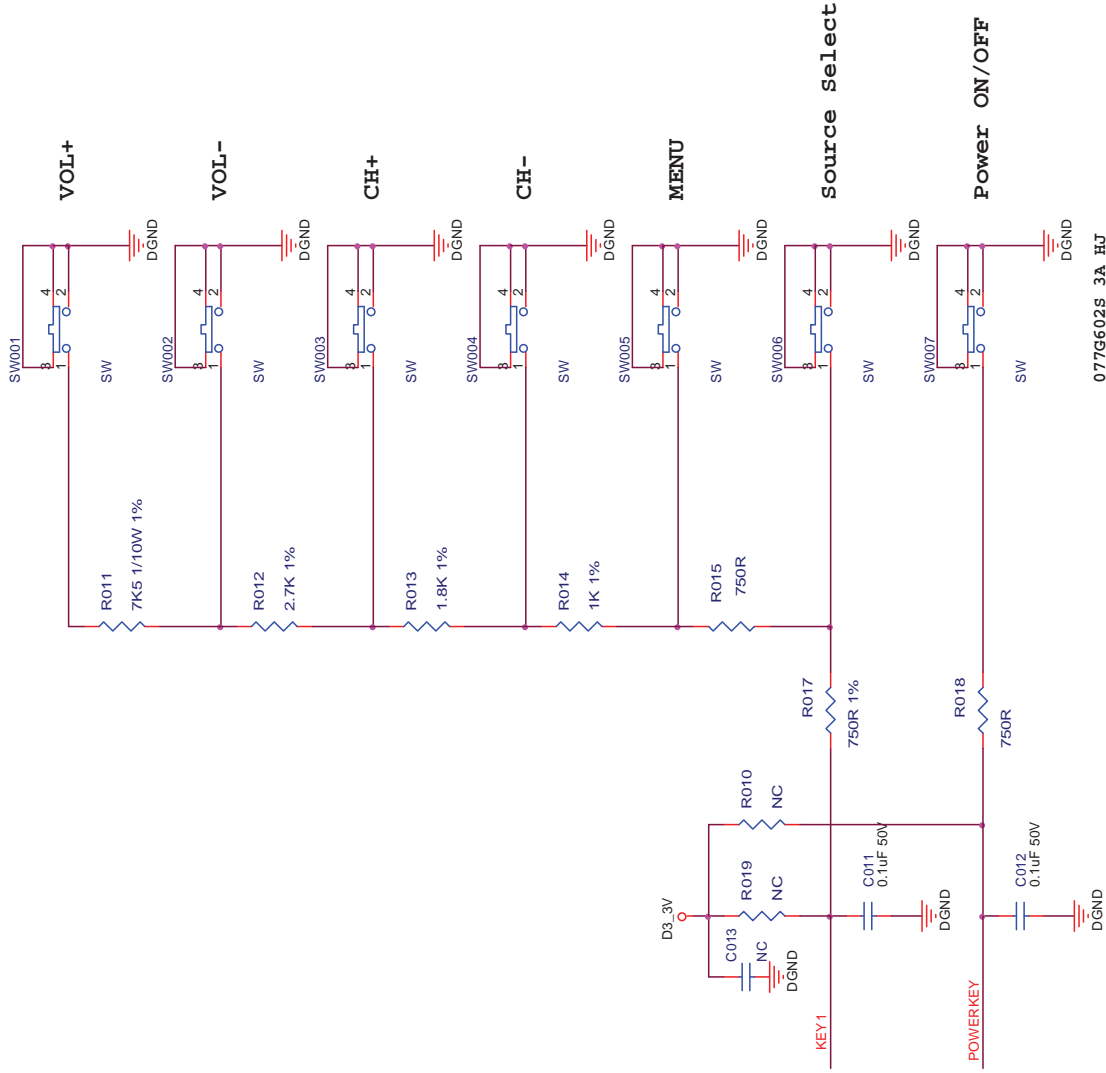 VOL+
VOL-
CH+
CH-
MENU
Source Select
Power ON/OFF
SW001
3 4
1 2
SW
DGND
SW002
3 4
1 2
SW
DGND
SW003
3 4
1 2
SW
DGND
SW004
3 4
1 2
SW
DGND
SW005
3 4
1 2
SW
DGND
SW006
3 4
1 2
SW
DGND
SW007
3 4
1 2
SW
DGND
R011
7K5 1/10W 1%
R012
2.7K 1%
R013
1.8K 1%
R014
1K 1%
R015
750R
R017
750R 1%
R018
750R
R010
NC
R019
NC
D3_3V
C013
NC
DGND
C011
0.1uF 50V
DGND
C012
0.1uF 50V
DGND
KEY1
POWERKEY
077G602S 3A HJ